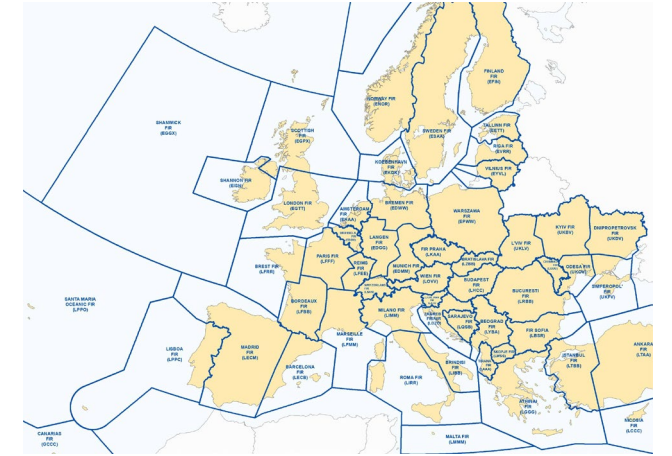 SHANWICK
FIR
(EGGX)
SCOTTISH
FIR
(EGPX)
SHANNON FIR
(EISN)
LONDON FIR
(EGTT)
NORWAY FIR
(ENOR)
SWEDEN FIR
(ESAA)
FINLAND
FIR
(EFIN)
TALLINN FIR
(EETT)
RIGA FIR
(EVRR)
VILNIUS FIR
(EYVL)
KOEBENHAVN
FIR
(EKDK)
AMSTERDAM
FIR
(EHAA)
BREMEN FIR
(EDWW)
WARSZAWA
FIR
(EPWW)
LANGEN
FIR
(EDGG)
FIR PRAHA
(LKAA)
L'VIV FIR
(UKLV)
KYIV FIR
(UKBV)
DNIPROPETROVSK
FIR
(UKDV)
BREST FIR
(LFRR)
PARIS FIR
(LFFF)
REIMS
FIR
(LFEE)
MUNICH FIR
(EDMM)
WIEN FIR
(LOVV)
BRATISLAVA FIR
BUDAPEST
FIR
(LHCC)
ODESA FIR
(UKOV)
SIMFEROPOL'
FIR
(UKFV)
SANTA MARIA
OCEANIC FIR
(LPPO)
BORDEAUX
FIR
(LFBB)
MILANO FIR
(LIMM)
ZAGREB
SARAJEVO
FIR
(LQSB)
BEOGRAD
FIR
(LYBA)
BUCURESTI
FIR
(LRBB)
FIR SOFIA
(LBSR)
MARSEILLE
FIR
(LFMM)
LISBOA
FIR
(LPPC)
MADRID
FIR
(LECM)
BARCELONA
FIR
(LECB)
ROMA FIR
(LIRR)
BRINDISI
FIR
(LIBB)
ISTANBUL
FIR
(LTBB)
ANKARA
FIR
(LTAA)
ATHINAI
FIR
(LGGG)
NICOSIA
FIR
(LCCC)
CANARIAS
FIR
(GCCC)
MALTA FIR
(LMMM)